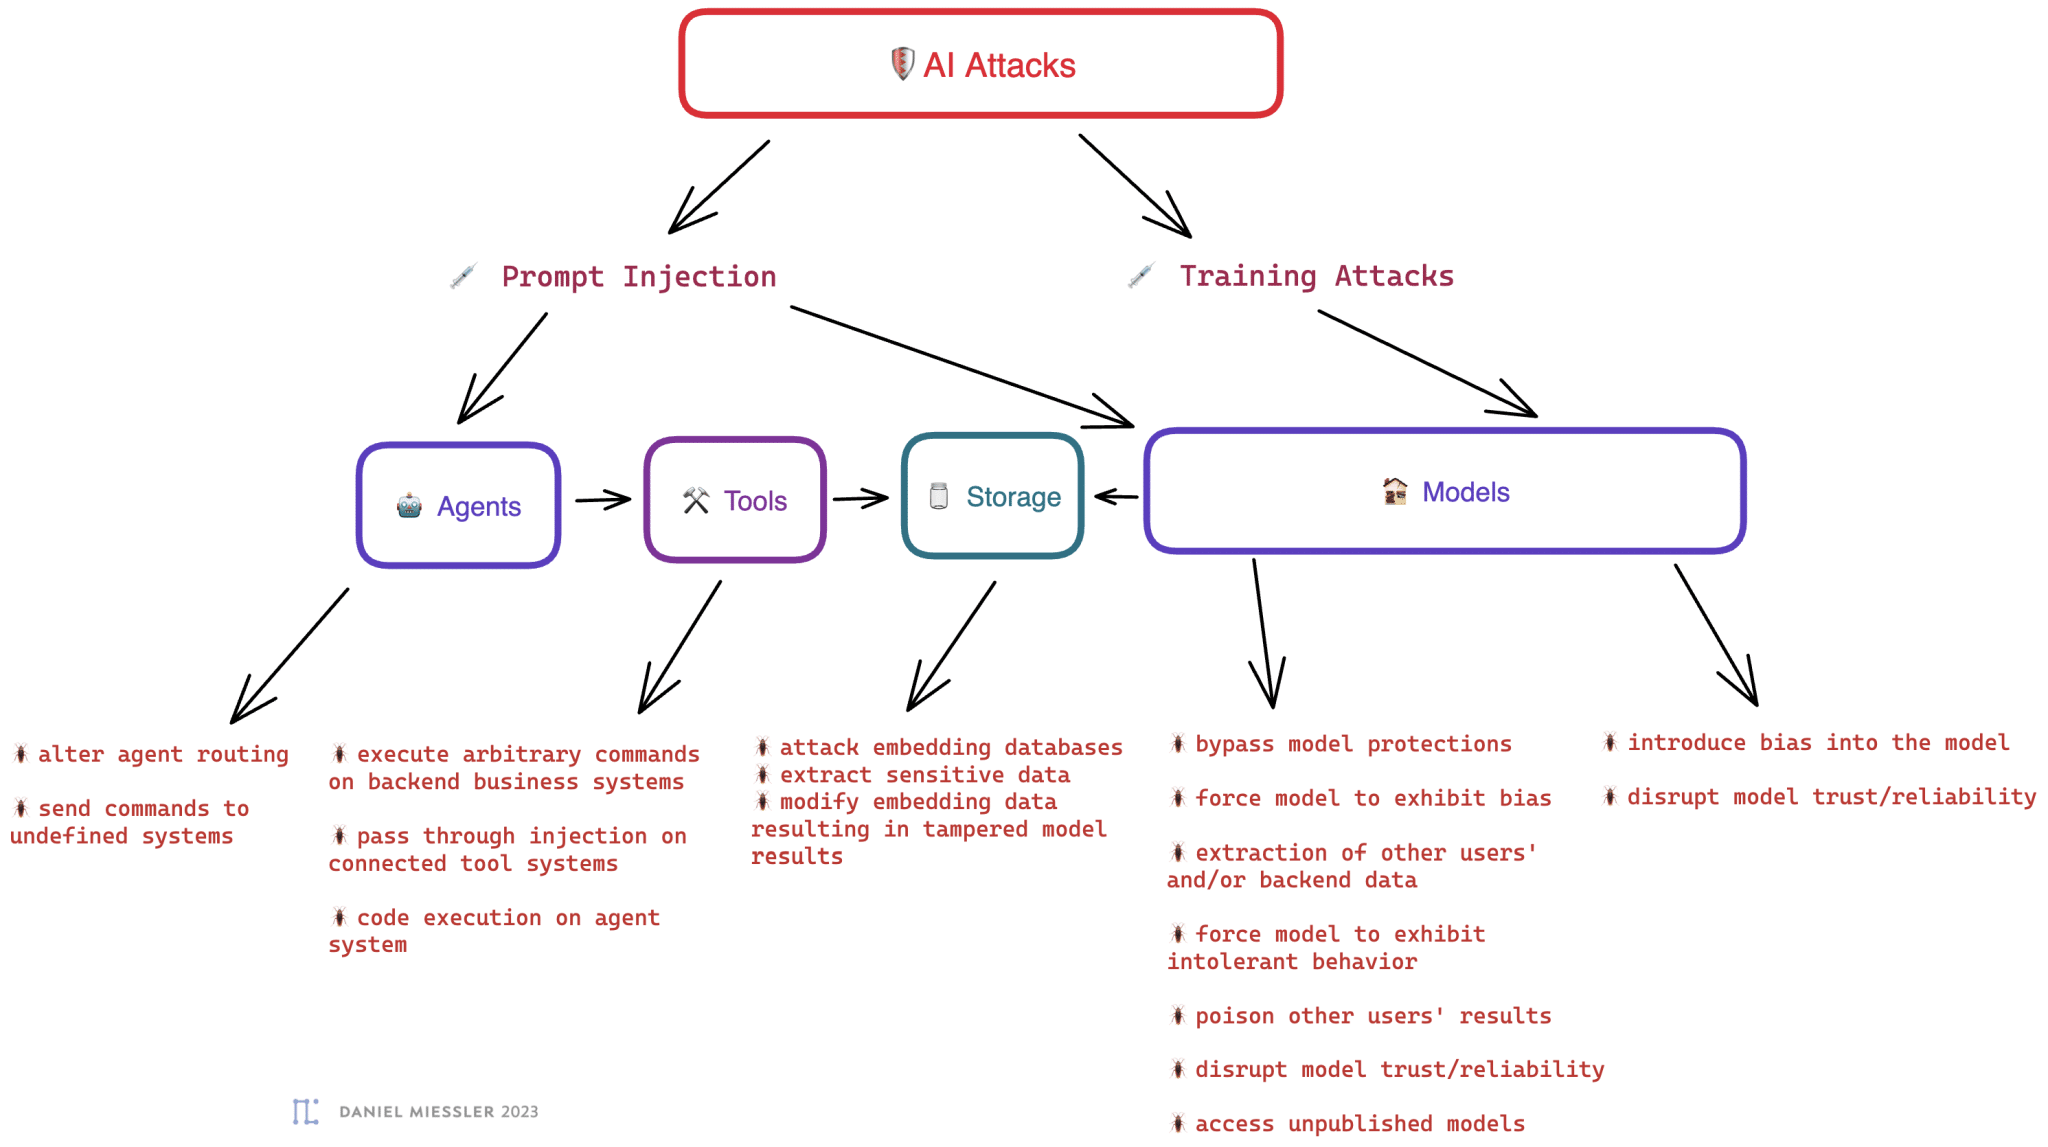 AI Attacks
Prompt Injection
Training Attacks
Agents
Tools
Storage
Models
alter agent routing
send commands to
undefined systems
execute arbitrary commands
on backend business systems
pass through injection on
connected tool systems
code execution on agent
system
attack embedding databases
extract sensitive data
modify embedding data
resulting in tampered model
results
bypass model protections
force model to exhibit bias
extraction of other users'
and/or backend data
force model to exhibit
intolerant behavior
poison other users' results
disrupt model trust/reliability
access unpublished models
introduce bias into the model
disrupt model trust/reliability
DANIEL MIESSLER 2023